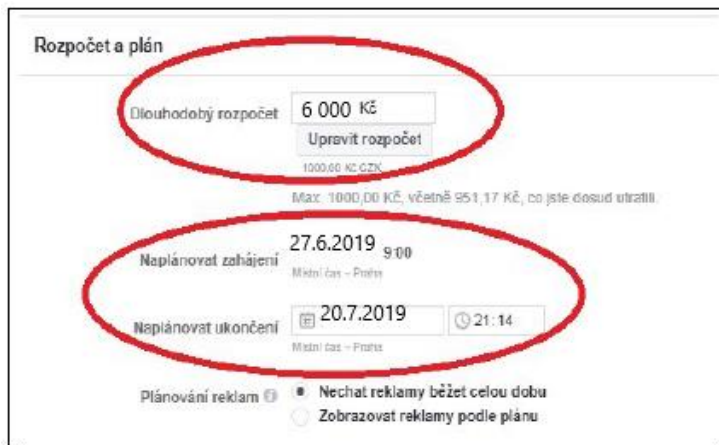 Rozpočet a plán
Dlouhodobý rozpočet 6 000 Kč
Upravit rozpočet
1000,00 Kč CZK
Max. 1000,00 Kč, včetně 951,17 Kč, co jste dosud utratili.
Naplánovat zahájení 27.6.2019 9:00
Místní čas – Praha
Naplánovat ukončení 20.7.2019 21:14
Místní čas – Praha
Plánování reklam Nechat reklamy běžet celou dobu
Zobrazovat reklamy podle plánu